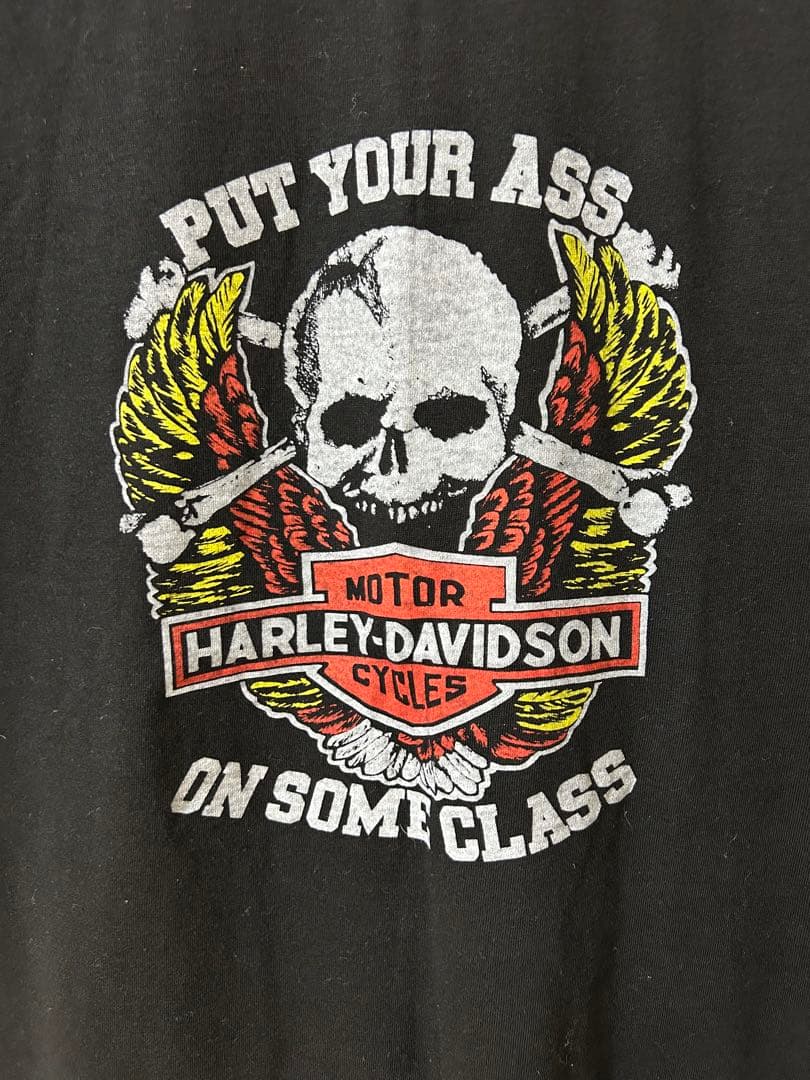 PUT YOUR ASS
MOTOR
HARLEY-DAVIDSON
CYCLES
ON SOME CLASS